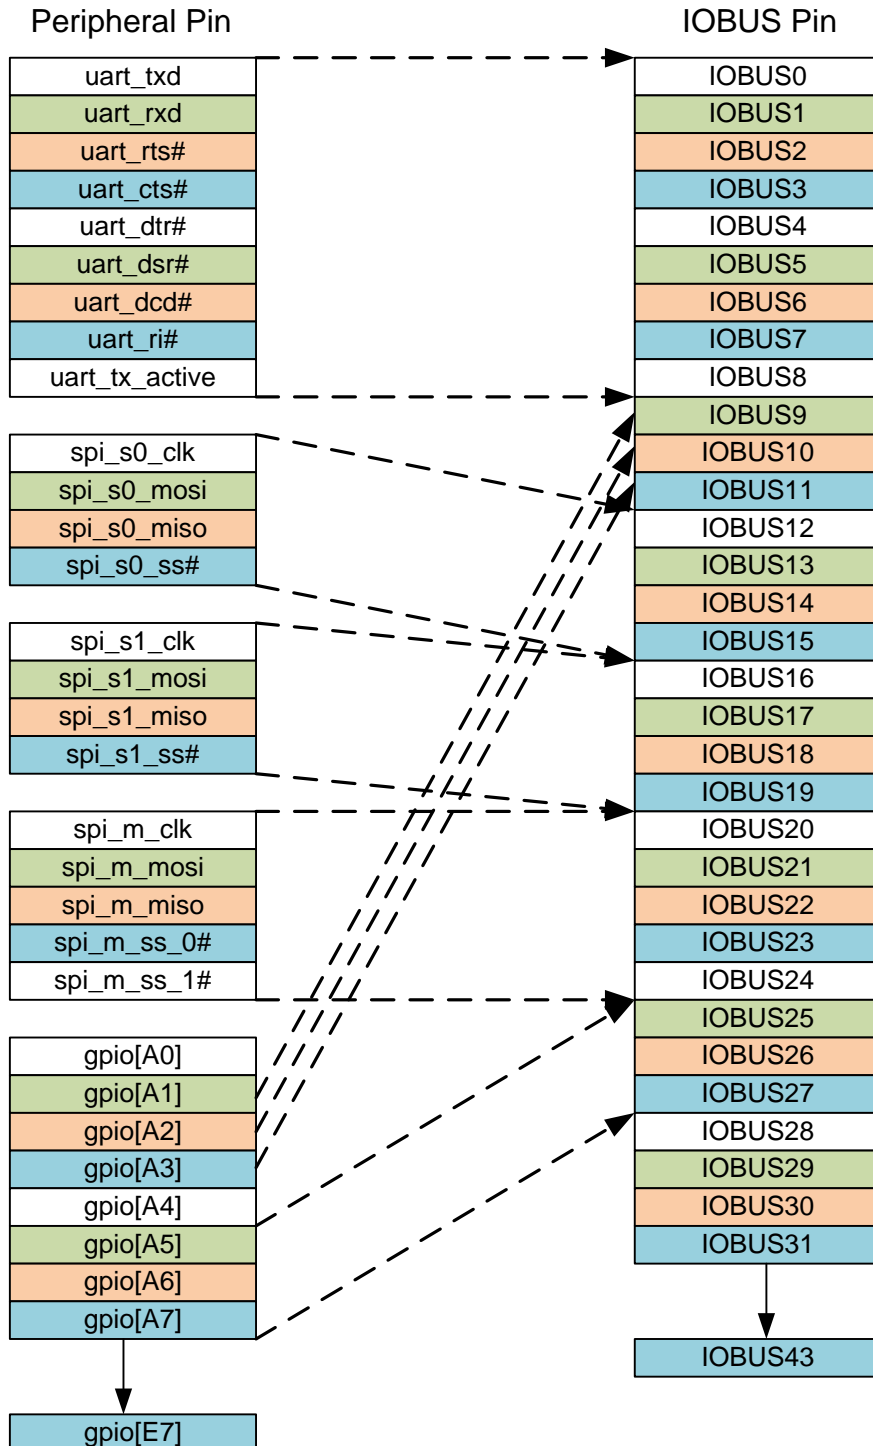 Peripheral Pin
uart_txd
uart_rxd
uart_rts#
uart_cts#
uart_dtr#
uart_dsr#
uart_dcd#
uart_ri#
uart_tx_active
spi_s0_clk
spi_s0_mosi
spi_s0_miso
spi_s0_ss#
spi_s1_clk
spi_s1_mosi
spi_s1_miso
spi_s1_ss#
spi_m_clk
spi_m_mosi
spi_m_miso
spi_m_ss_0#
spi_m_ss_1#
gpio[A0]
gpio[A1]
gpio[A2]
gpio[A3]
gpio[A4]
gpio[A5]
gpio[A6]
gpio[A7]
gpio[E7]
IOBUS Pin
IOBUS0
IOBUS1
IOBUS2
IOBUS3
IOBUS4
IOBUS5
IOBUS6
IOBUS7
IOBUS8
IOBUS9
IOBUS10
IOBUS11
IOBUS12
IOBUS13
IOBUS14
IOBUS15
IOBUS16
IOBUS17
IOBUS18
IOBUS19
IOBUS20
IOBUS21
IOBUS22
IOBUS23
IOBUS24
IOBUS25
IOBUS26
IOBUS27
IOBUS28
IOBUS29
IOBUS30
IOBUS31
IOBUS43